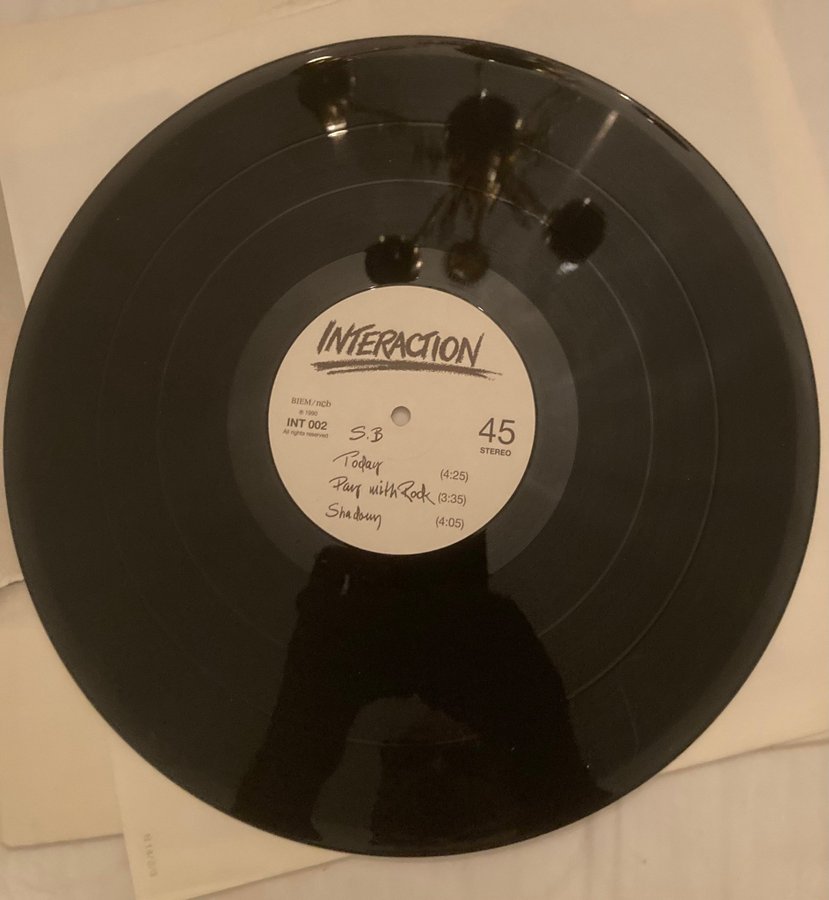 INTERACTION
BIEM/ncb
℗ 1990
INT 002
All rights reserved
45
STEREO
S.B
Today (4:25)
Pay with Rock (3:35)
Shadowy (4:05)